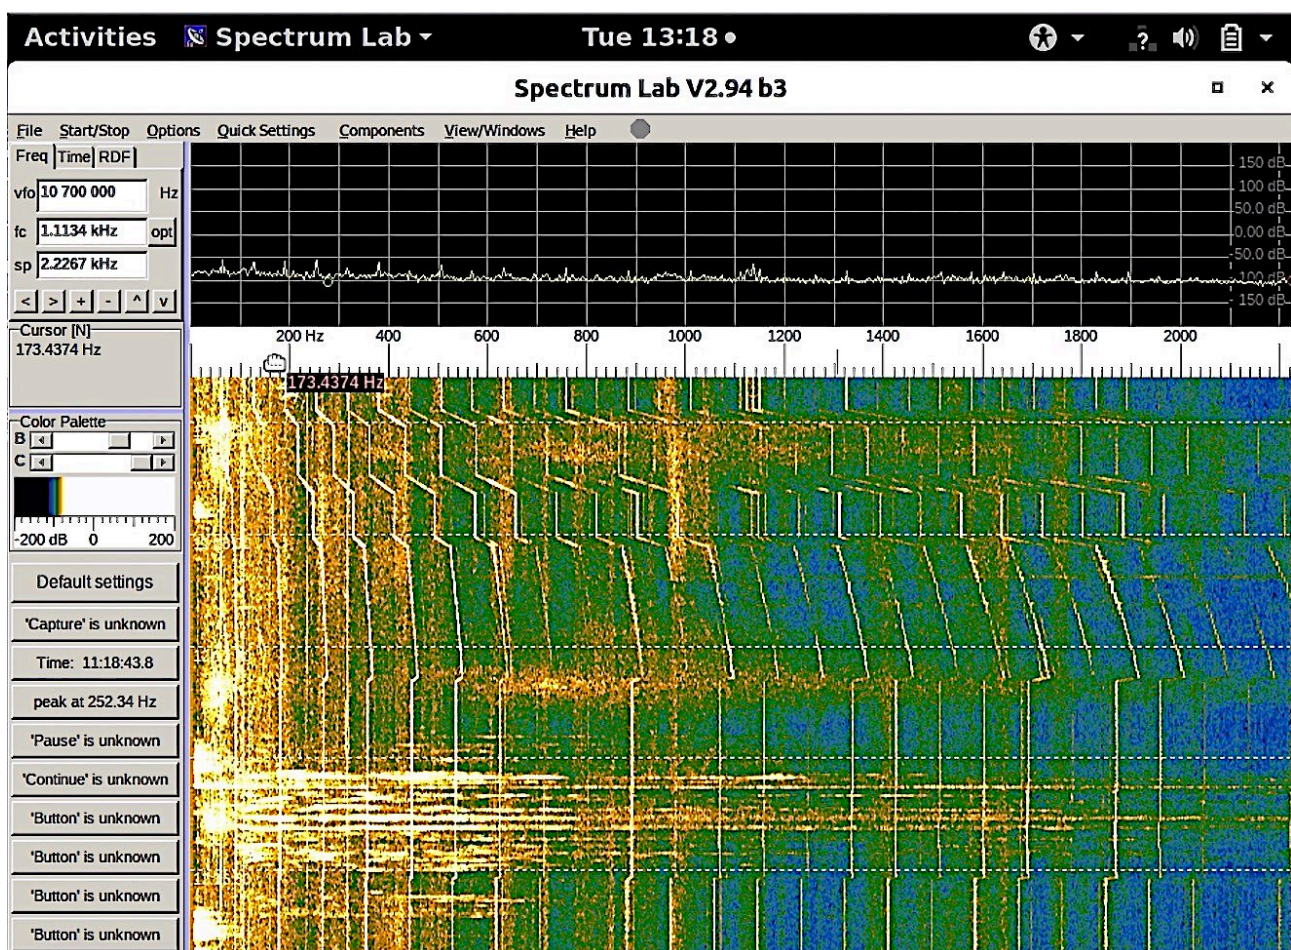 Activities Spectrum Lab Tue 13:18
Spectrum Lab V2.94 b3
File Start/Stop Options Quick Settings Components View/Windows Help
Freq Time RDF
vfo 10 700 000 Hz
fc 1.1134 kHz opt
sp 2.2267 kHz
< > + - ^ v
Cursor [N]
173.4374 Hz
150 dB
100 dB
50.0 dB
0.00 dB
-50.0 dB
-100 dB
-150 dB
200 Hz 400 600 800 1000 1200 1400 1600 1800 2000
173.4374 Hz
Color Palette
B
C
-200 dB 0 200
Default settings
'Capture' is unknown
Time: 11:18:43.8
peak at 252.34 Hz
'Pause' is unknown
'Continue' is unknown
'Button' is unknown
'Button' is unknown
'Button' is unknown
'Button' is unknown